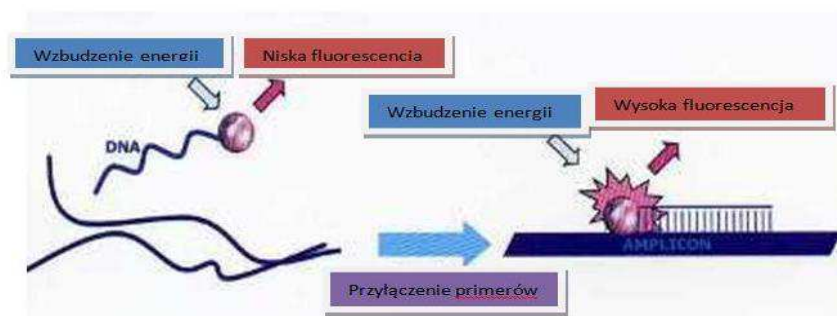 Wzbudzenie energii
Niska fluorescencia
Wzbudzenie energii
Wysoka fluorescencja
DNA
AMPLICON
Przyłączenie primerów